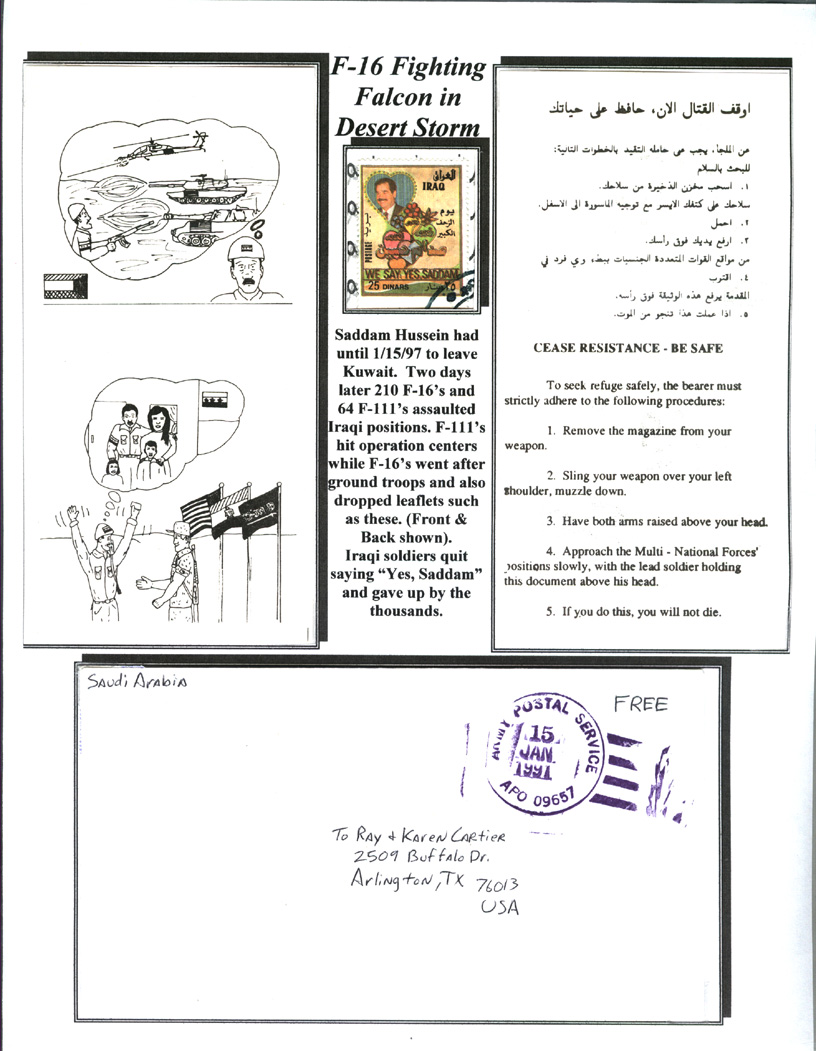 F-16 Fighting
Falcon in
Desert Storm
العراق
IRAQ
يوم
الزحف
الكبير
POSTAGE
WE SAY YES SADDAM
25 DINARS
Saddam Hussein had
until 1/15/97 to leave
Kuwait. Two days
later 210 F-16's and
64 F-111's assaulted
Iraqi positions. F-111's
hit operation centers
while F-16's went after
ground troops and also
dropped leaflets such
as these. (Front &
Back shown).
Iraqi soldiers quit
saying “Yes, Saddam”
and gave up by the
thousands.
اوقف القتال الان، حافظ على حياتك
من الملجأ، يجب على حامله التقيد بالخطوات التالية:
للبحث بالسلام
١. اسحب مخزن الذخيرة من سلاحك.
سلاحك على كتفك الايسر مع توجيه الماسورة الى الاسفل.
٢. احمل
٣. ارفع يديك فوق رأسك.
من مواقع القوات المتعددة الجنسيات ببطء، وي فرد في
٤. اقترب
المقدمة يرفع هذه الوثيقة فوق رأسه.
٥. اذا عملت هذا تنجو من الموت.
CEASE RESISTANCE - BE SAFE
To seek refuge safely, the bearer must
strictly adhere to the following procedures:
1. Remove the magazine from your
weapon.
2. Sling your weapon over your left
shoulder, muzzle down.
3. Have both arms raised above your head.
4. Approach the Multi - National Forces'
positions slowly, with the lead soldier holding
this document above his head.
5. If you do this, you will not die.
Saudi Arabia
FREE
ARMY POSTAL SERVICE
15
JAN
1991
APO 09657
To Ray & Karen Cartier
2509 Buffalo Dr.
Arlington, TX 76013
USA